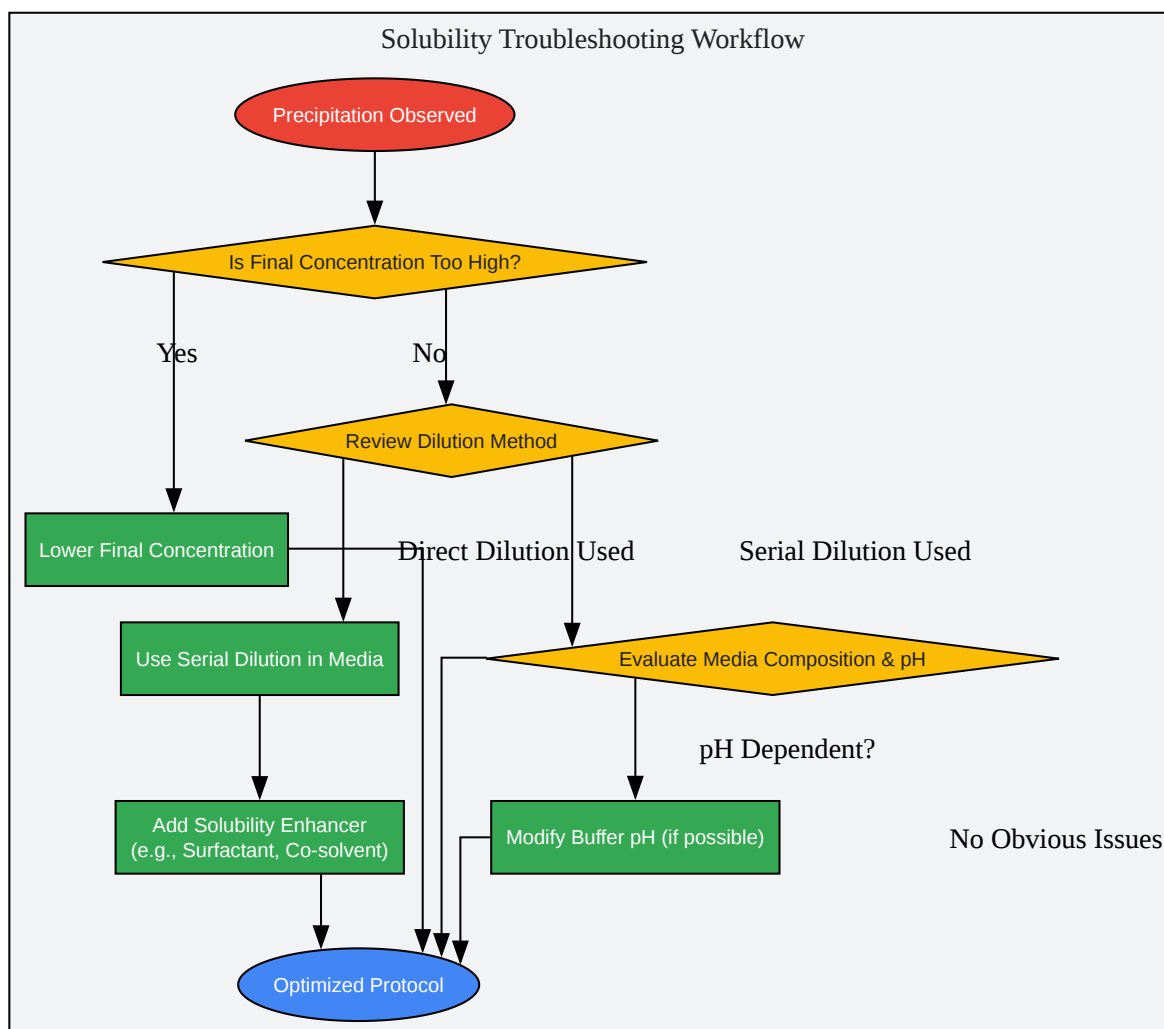 Solubility Troubleshooting Workflow
Precipitation Observed
Is Final Concentration Too High?
Yes
No
Review Dilution Method
Lower Final Concentration
Direct Dilution Used
Serial Dilution Used
Use Serial Dilution in Media
Evaluate Media Composition & pH
pH Dependent?
Add Solubility Enhancer
(e.g., Surfactant, Co-solvent)
Modify Buffer pH (if possible)
No Obvious Issues
Optimized Protocol